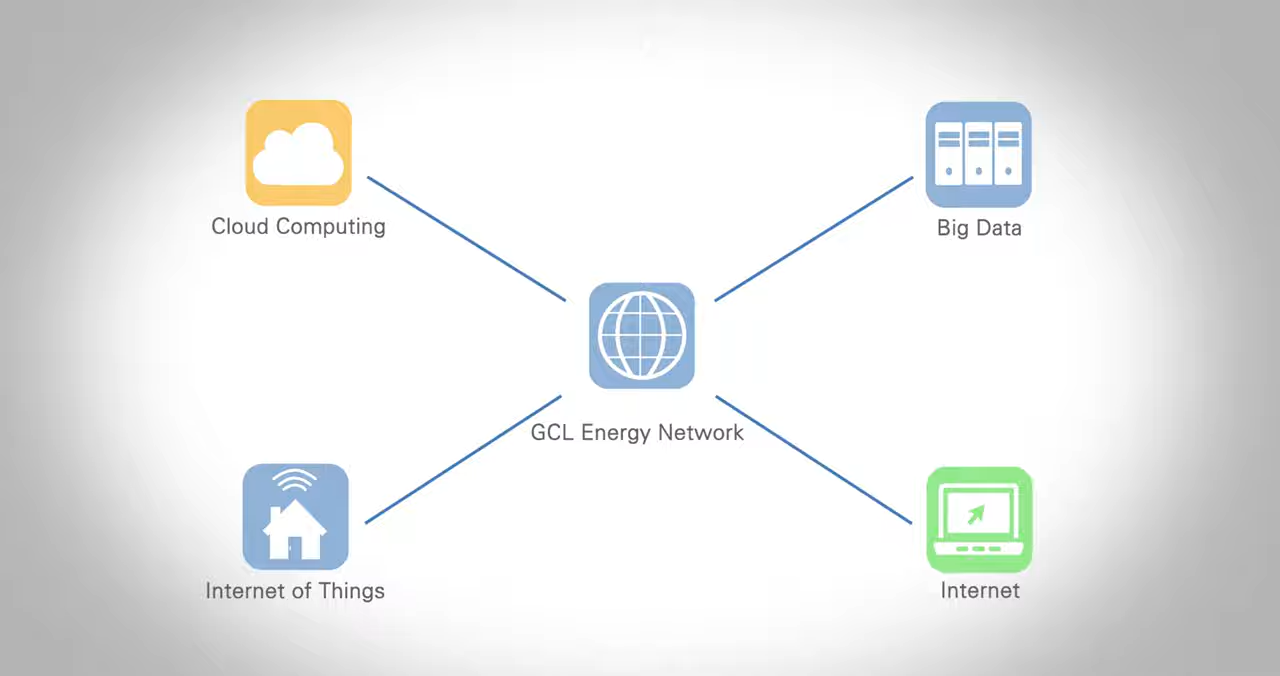 Cloud Computing
Big Data
GCL Energy Network
Internet of Things
Internet